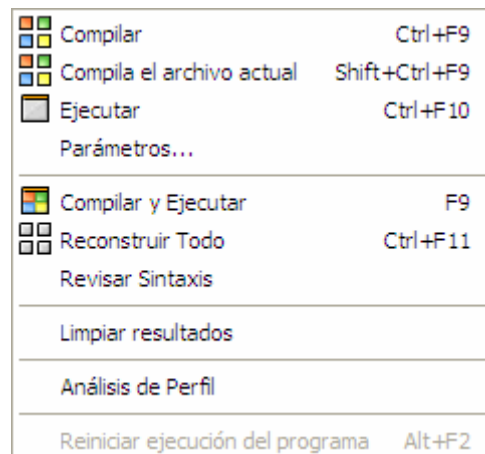 Compilar Ctrl+F9
Compila el archivo actual Shift+Ctrl+F9
Ejecutar Ctrl+F10
Parámetros...
Compilar y Ejecutar F9
Reconstruir Todo Ctrl+F11
Revisar Sintaxis
Limpiar resultados
Análisis de Perfil
Reiniciar ejecución del programa Alt+F2